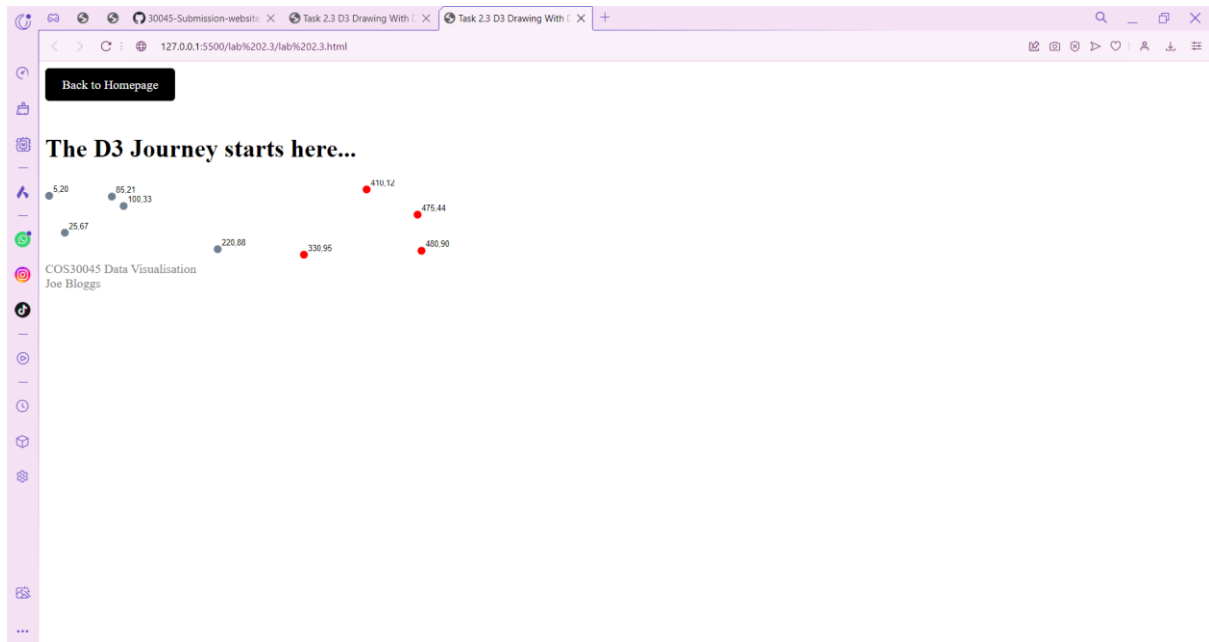 30045-Submission-website
Task 2.3 D3 Drawing With
Task 2.3 D3 Drawing With
127.0.0.1:5500/lab%202.3/lab%202.3.html
Back to Homepage
The D3 Journey starts here...
5,20
85,21
410,12
100,33
475,44
25,67
220,88
330,95
480,90
COS30045 Data Visualisation
Joe Bloggs